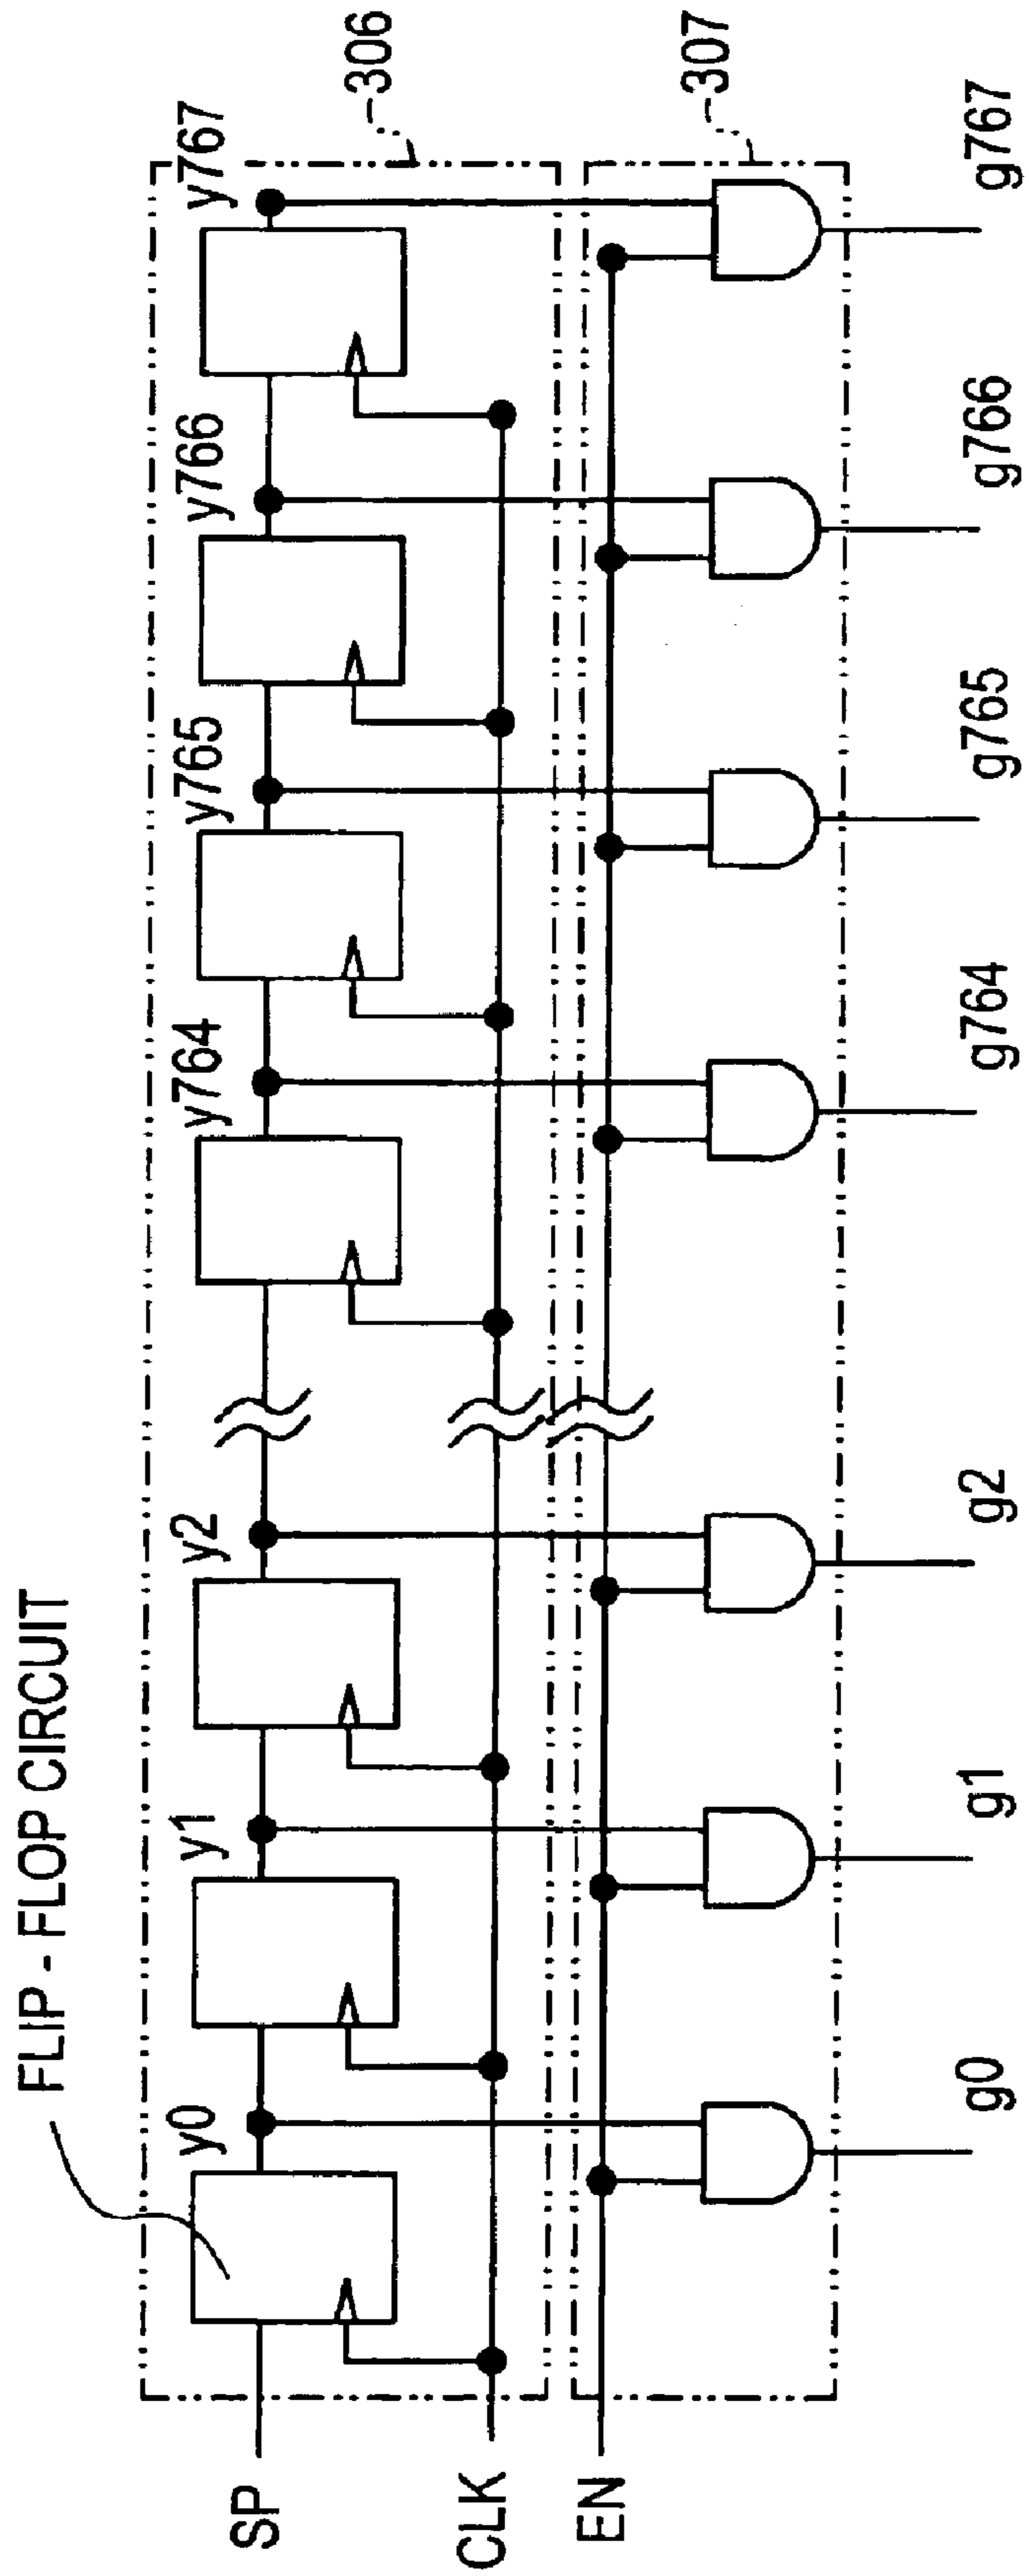 FLIP - FLOP CIRCUIT
y0 y1 y2 y764 y765 y766 y767
306
SP
CLK
EN
307
g0 g1 g2 g764 g765 g766 g767